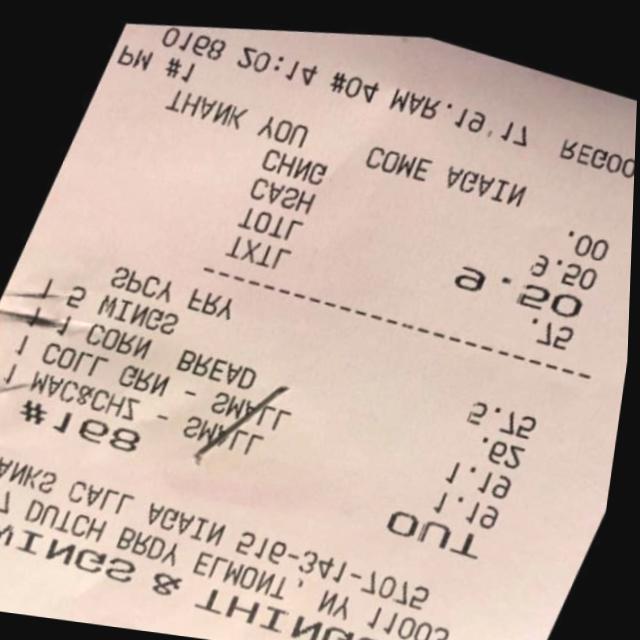 WINGS & THINGS
7 DUTCH BRDY ELMONT, NY 11003
ANKS CALL AGAIN 516-341-7075
#168 OUT
1 MAC&CHZ - SMALL 1.19
1 COLL GRN - SMALL 1.19
1 CORN BREAD .62
1 5 WINGS 5.75
SPCY FRY
TXTL .75
TOTL 9.50
CASH 9.50
CHNG .00
THANK YOU COME AGAIN
PM #1
0168 20:14 #04 MAR.19'17 REG00